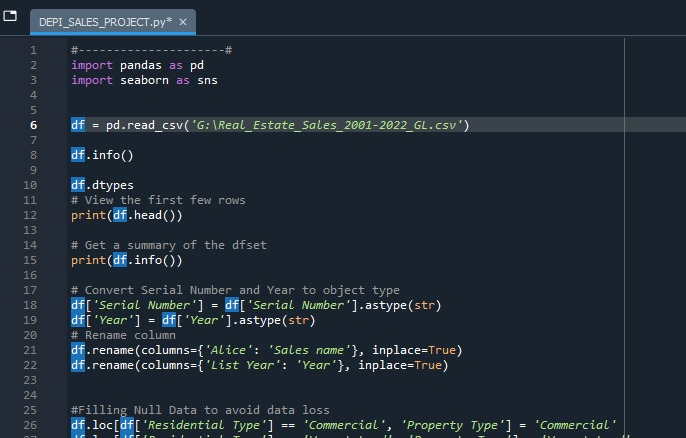 DEPI_SALES_PROJECT.py* ×
1 #---------------------#
2 import pandas as pd
3 import seaborn as sns
4
5
6 df = pd.read_csv('G:\Real_Estate_Sales_2001-2022_GL.csv')
7
8 df.info()
9
10 df.dtypes
11 # View the first few rows
12 print(df.head())
13
14 # Get a summary of the dfset
15 print(df.info())
16
17 # Convert Serial Number and Year to object type
18 df['Serial Number'] = df['Serial Number'].astype(str)
19 df['Year'] = df['Year'].astype(str)
20 # Rename column
21 df.rename(columns={'Alice': 'Sales name'}, inplace=True)
22 df.rename(columns={'List Year': 'Year'}, inplace=True)
23
24
25 #Filling Null Data to avoid data loss
26 df.loc[df['Residential Type'] == 'Commercial', 'Property Type'] = 'Commercial'